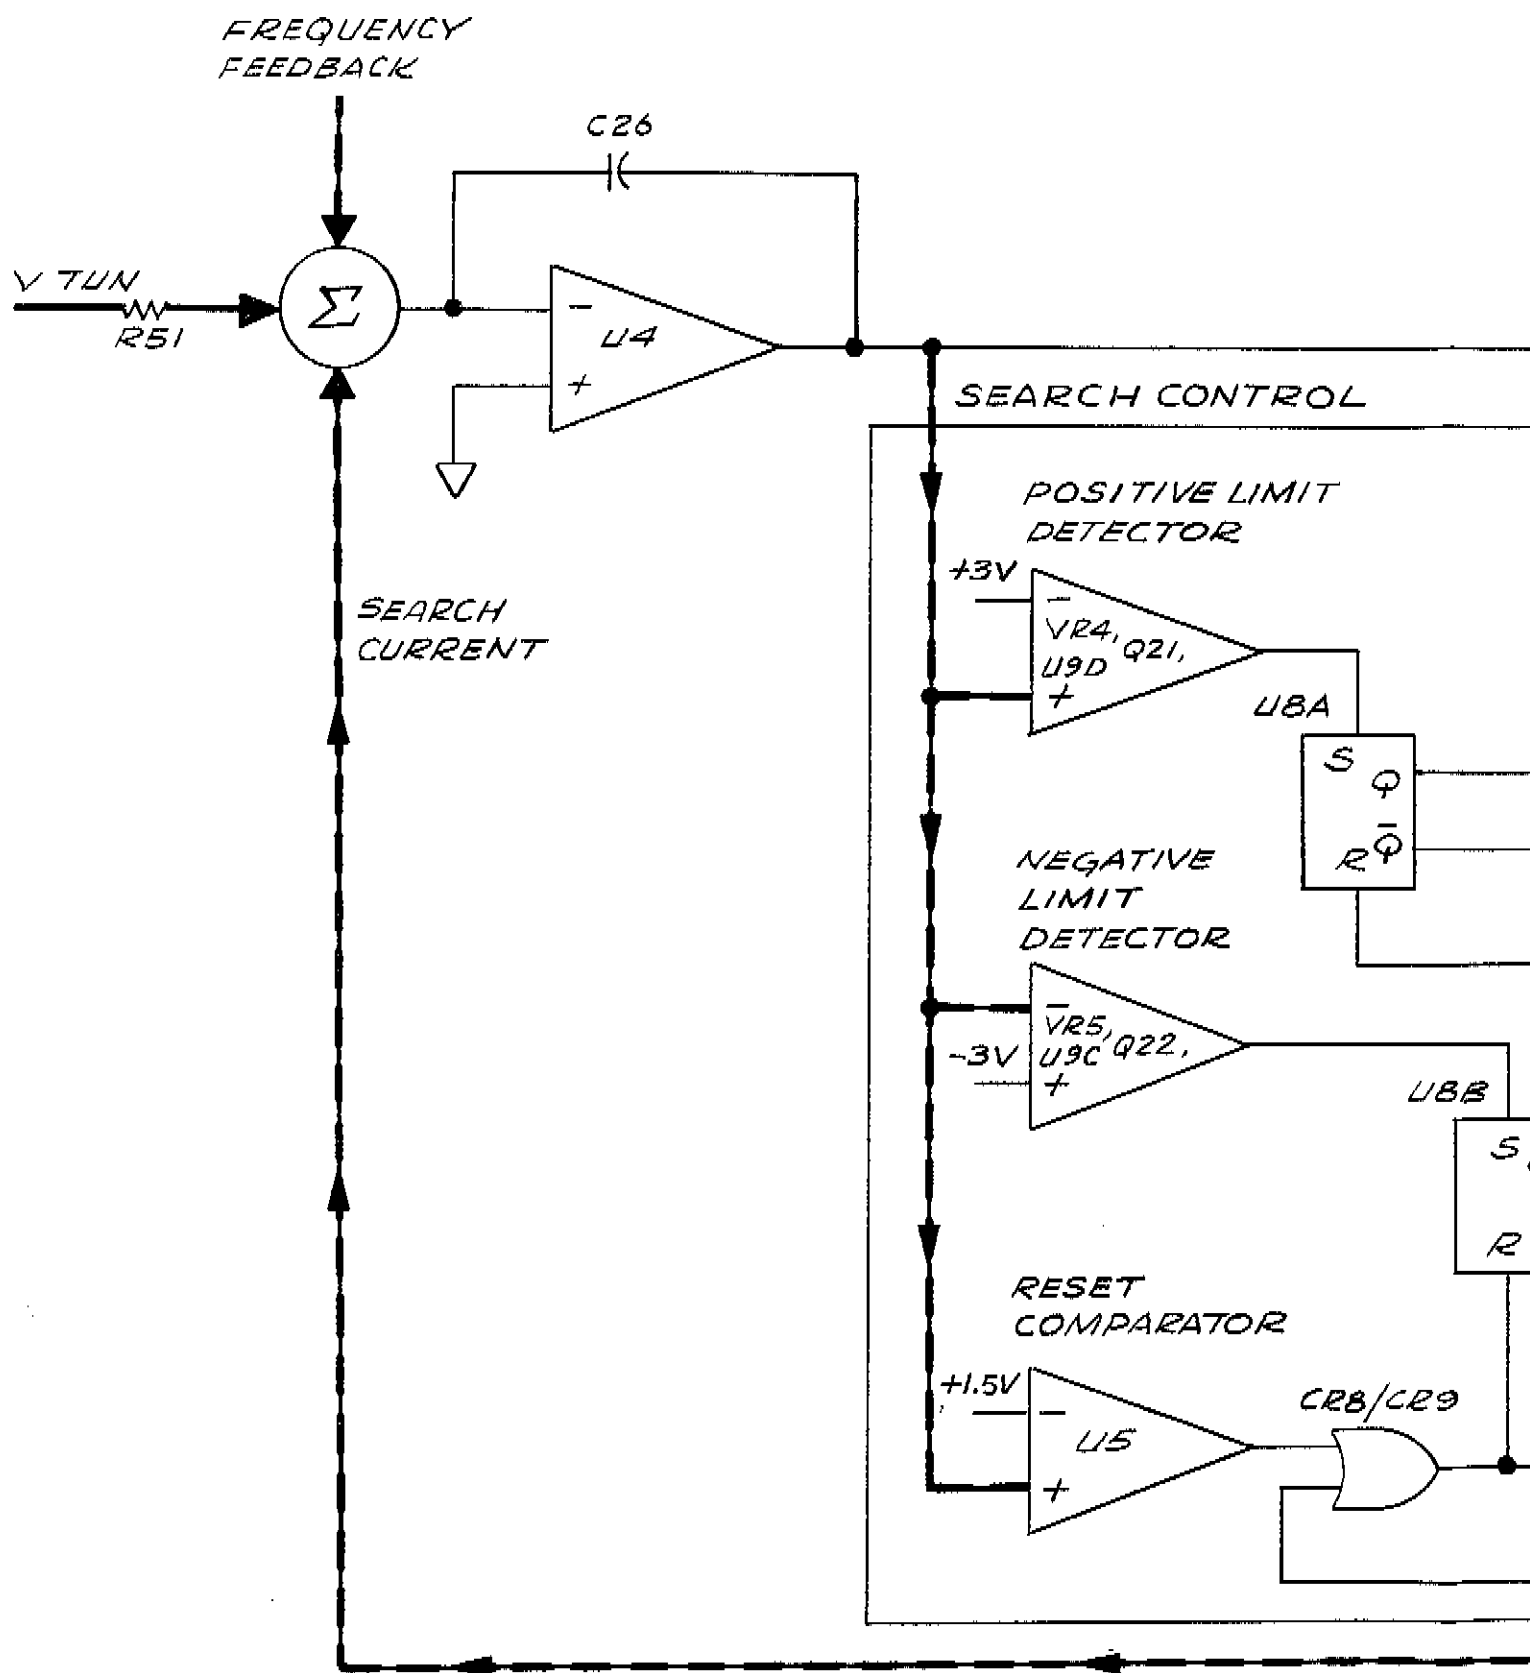 FREQUENCY
FEEDBACK
C26
V TUN
R51
Σ
−
U4
+
SEARCH CONTROL
POSITIVE LIMIT
DETECTOR
+3V
−
VR4, Q21,
U9D
+
SEARCH
CURRENT
U8A
S
Q
R Q̅
NEGATIVE
LIMIT
DETECTOR
−
VR5, Q22,
-3V
U9C
+
U8B
S
R
RESET
COMPARATOR
+1.5V
−
U5
+
CR8/CR9